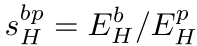 $s_H^{bp} = E_H^b / E_H^p$